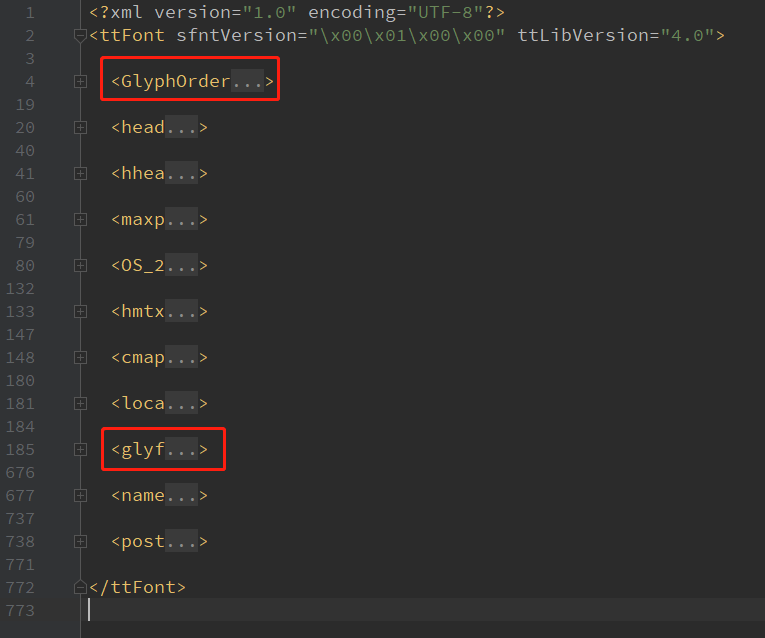 1 <?xml version="1.0" encoding="UTF-8"?>
2 <ttFont sfntVersion="\x00\x01\x00\x00" ttLibVersion="4.0">
3
4 <GlyphOrder...>
19
20 <head...>
40
41 <hhea...>
60
61 <maxp...>
79
80 <OS_2...>
132
133 <hmtx...>
147
148 <cmap...>
180
181 <loca...>
184
185 <glyf...>
676
677 <name...>
737
738 <post...>
771
772 </ttFont>
773